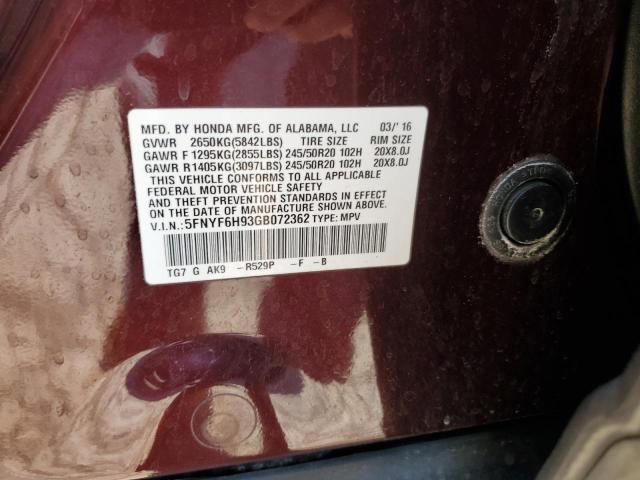 MFD. BY HONDA MFG. OF ALABAMA, LLC 03/'16
GVWR 2650KG(5842LBS) TIRE SIZE RIM SIZE
GAWR F 1295KG(2855LBS) 245/50R20 102H 20X8.0J
GAWR R 1405KG(3097LBS) 245/50R20 102H 20X8.0J
THIS VEHICLE CONFORMS TO ALL APPLICABLE
FEDERAL MOTOR VEHICLE SAFETY
AND THEFT PREVENTION STANDARDS IN EFFECT
ON THE DATE OF MANUFACTURE SHOWN ABOVE.
V.I.N.: 5FNYF6H93GB072362 TYPE: MPV
TG7 G AK9 -R529P -F -B